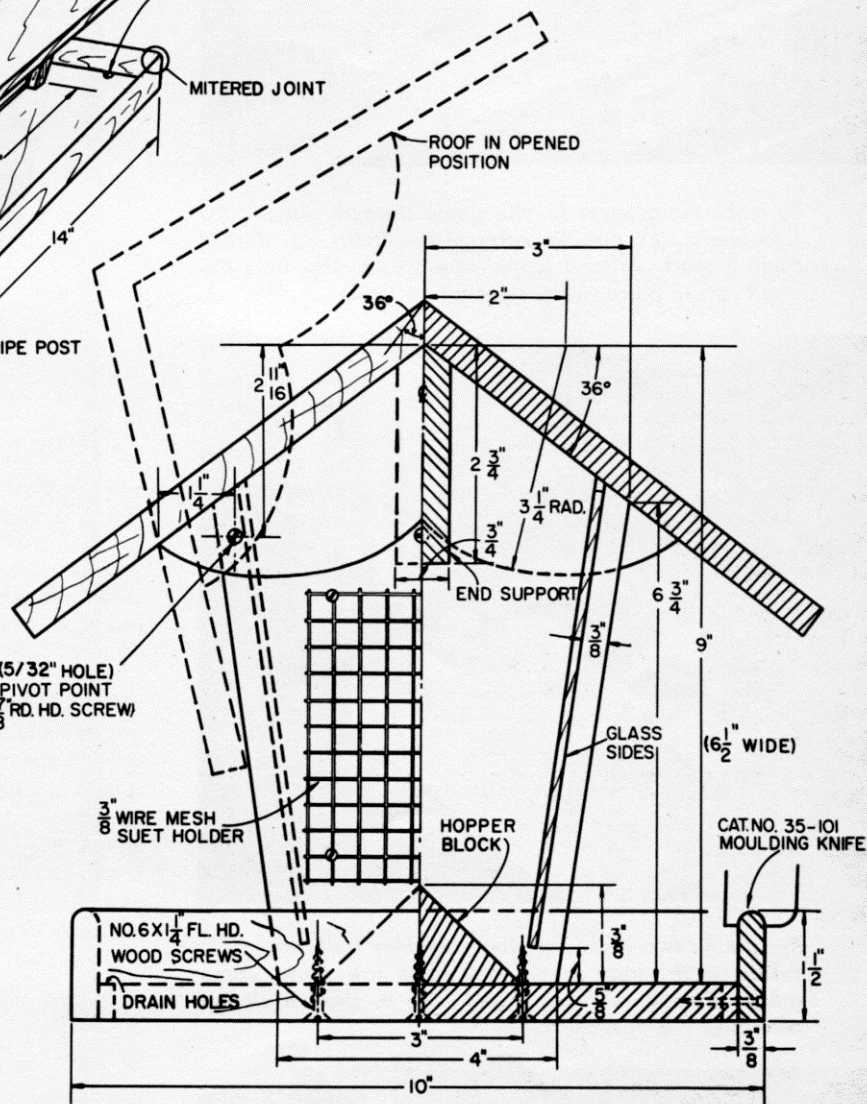 MITERED JOINT
ROOF IN OPENED
POSITION
14"
3"
2"
36°
IPE POST
2 11/16"
36°
2 3/4"
1 1/4"
3 1/4" RAD.
3/4"
END SUPPORT
6 3/4"
3/8"
9"
(5/32" HOLE)
PIVOT POINT
7/8" RD. HD. SCREW)
GLASS
SIDES
(6 1/2" WIDE)
3/8" WIRE MESH
SUET HOLDER
HOPPER
BLOCK
CAT. NO. 35-101
MOULDING KNIFE
NO. 6 X 1 1/4" FL. HD.
WOOD SCREWS
3/8"
1 1/2"
DRAIN HOLES
5/8"
3"
3/8"
4"
10"